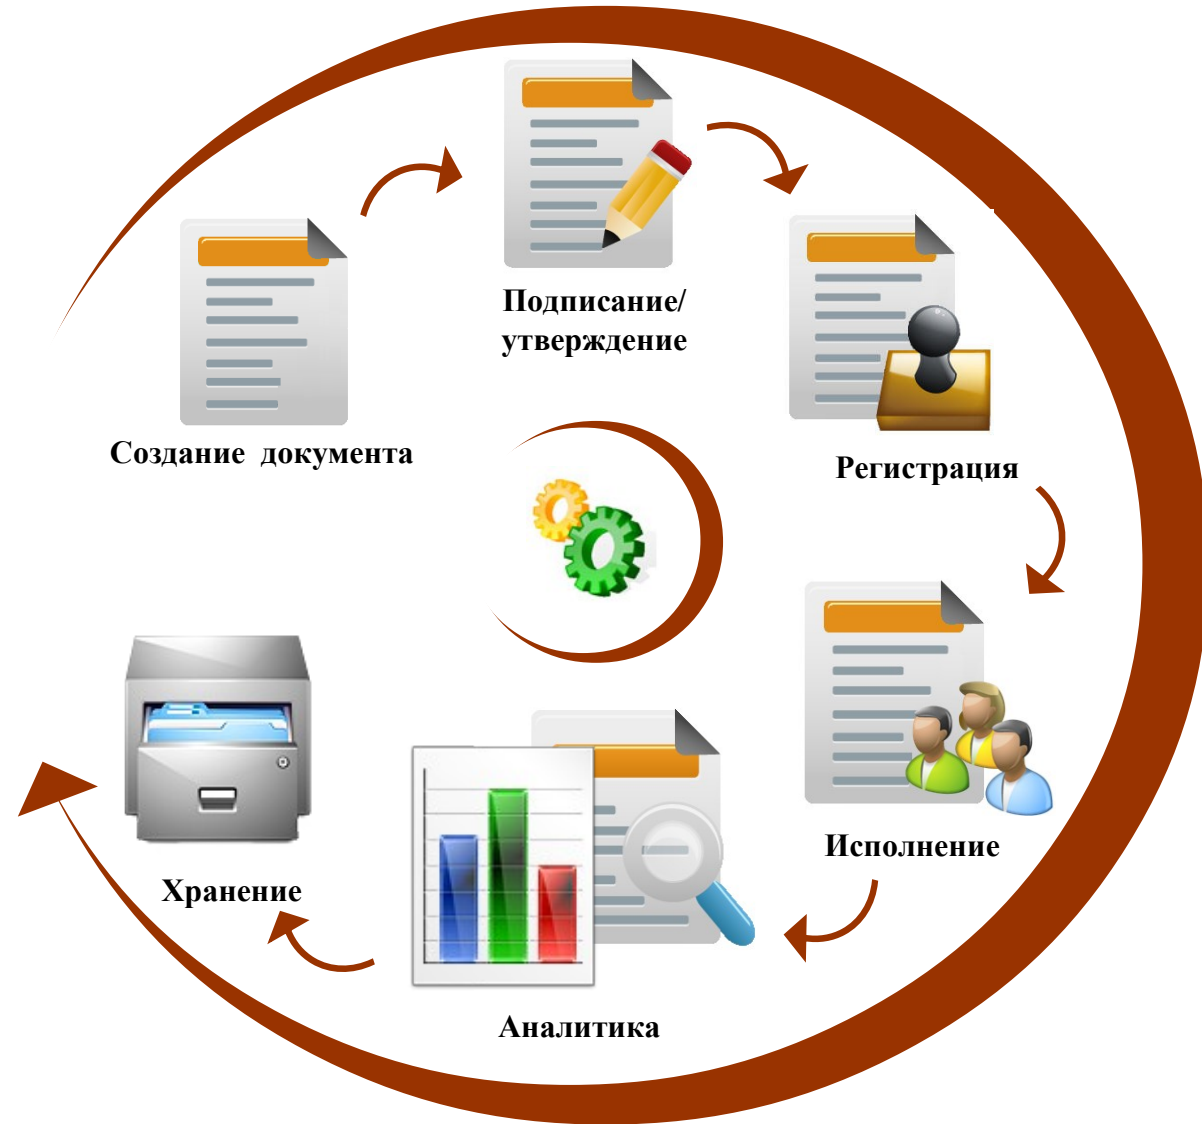 Создание документа
Подписание/
утверждение
Регистрация
Исполнение
Аналитика
Хранение